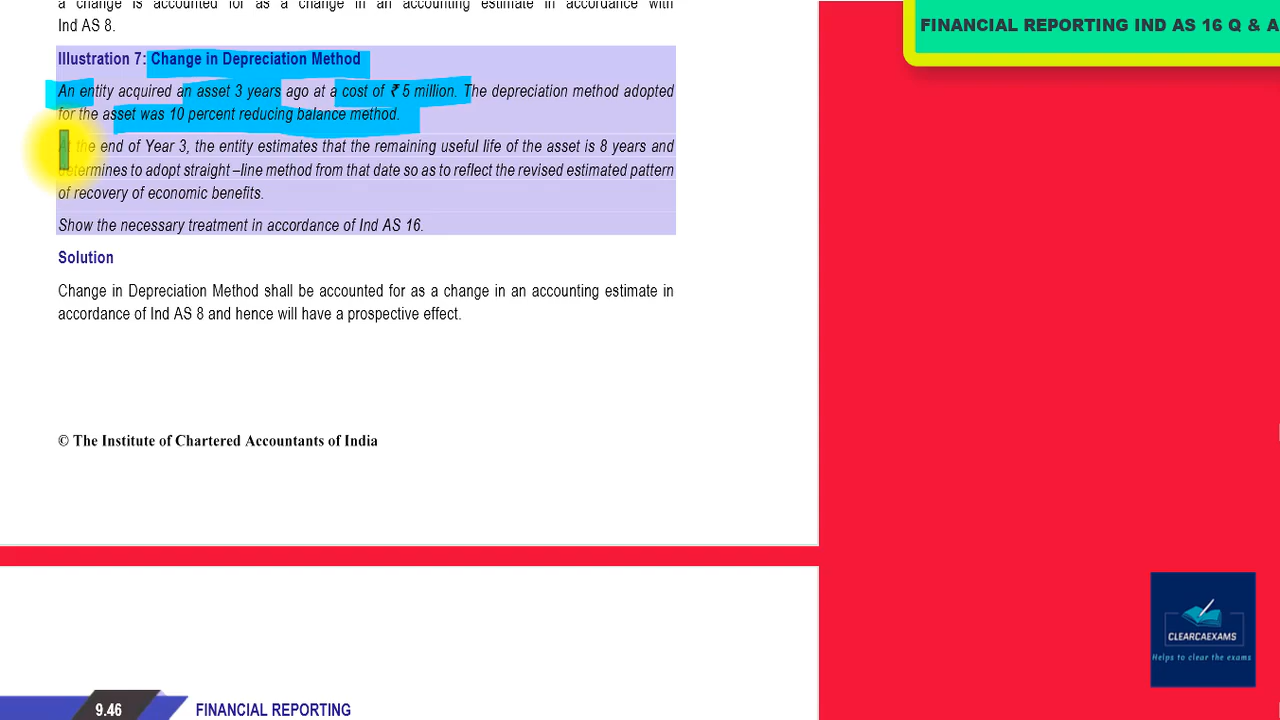 a change is accounted for as a change in an accounting estimate in accordance with
Ind AS 8.
FINANCIAL REPORTING IND AS 16 Q & A
Illustration 7: Change in Depreciation Method
An entity acquired an asset 3 years ago at a cost of ₹ 5 million. The depreciation method adopted
for the asset was 10 percent reducing balance method.
At the end of Year 3, the entity estimates that the remaining useful life of the asset is 8 years and
determines to adopt straight –line method from that date so as to reflect the revised estimated pattern
of recovery of economic benefits.
Show the necessary treatment in accordance of Ind AS 16.
Solution
Change in Depreciation Method shall be accounted for as a change in an accounting estimate in
accordance of Ind AS 8 and hence will have a prospective effect.
© The Institute of Chartered Accountants of India
CLEARCAEXAMS
Helps to clear the exams
9.46 FINANCIAL REPORTING